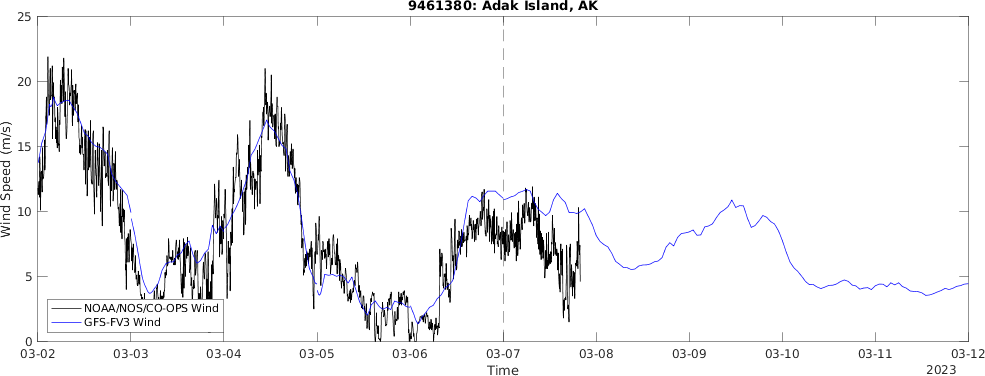 9461380: Adak Island, AK
25
20
15
10
5
0
Wind Speed (m/s)
NOAA/NOS/CO-OPS Wind
GFS-FV3 Wind
03-02 03-03 03-04 03-05 03-06 03-07 03-08 03-09 03-10 03-11 03-12
Time
2023